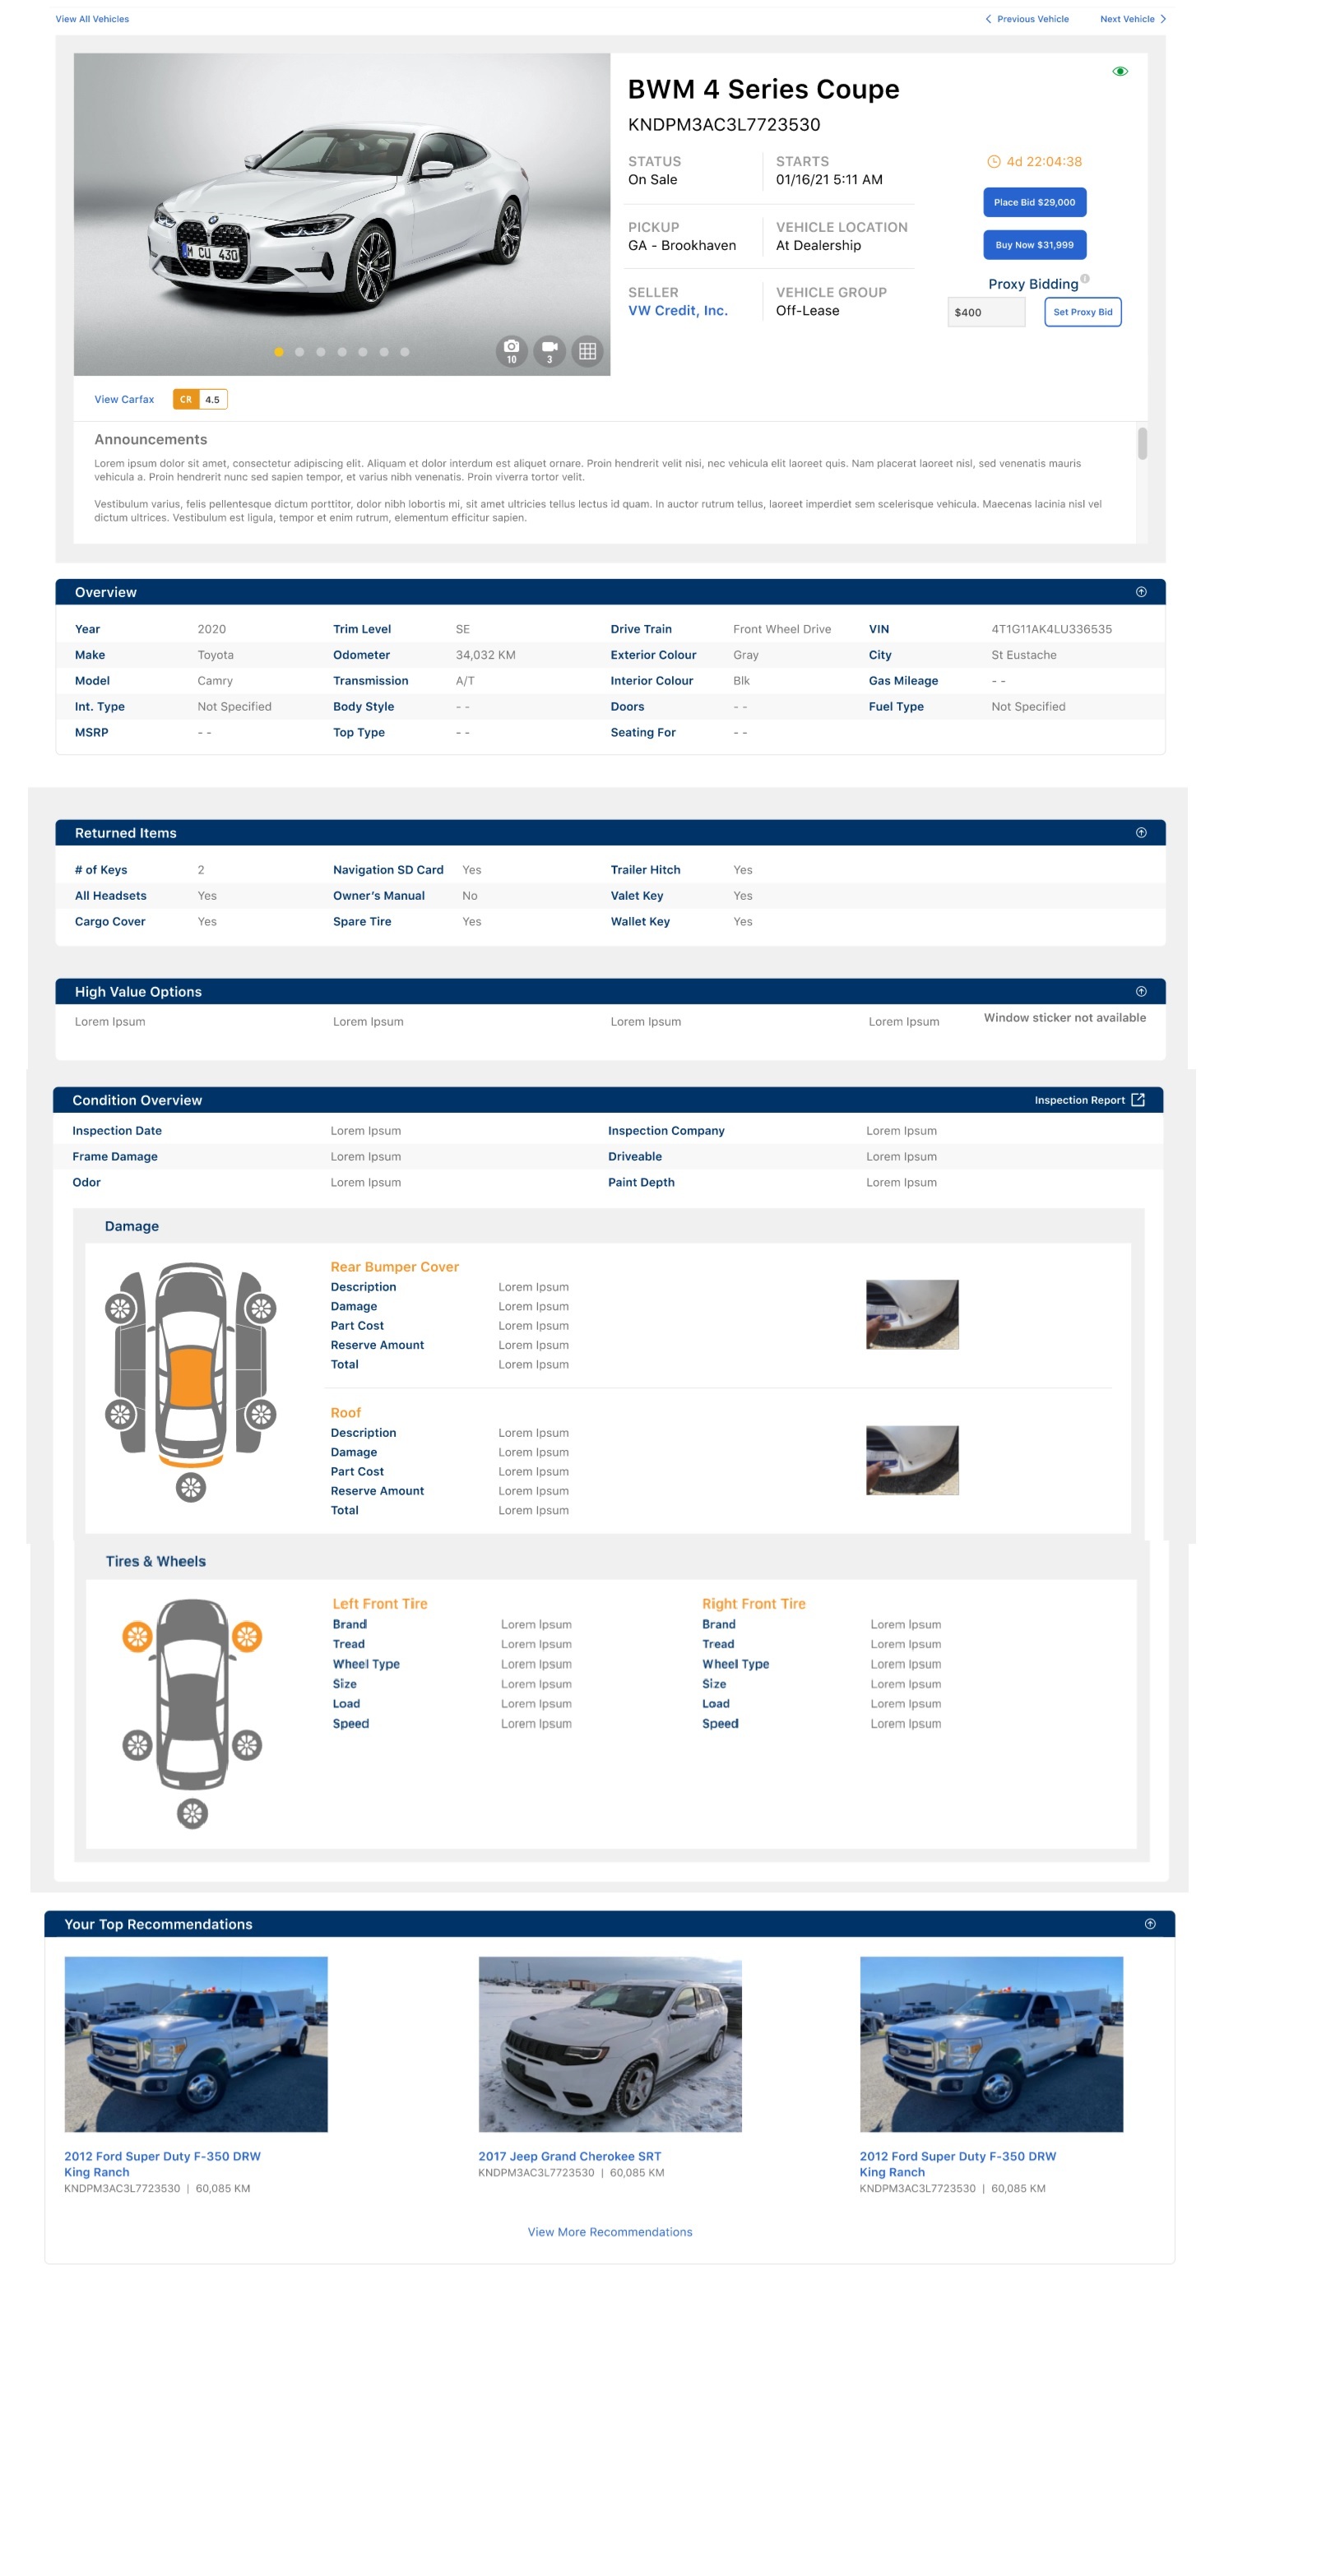 View All Vehicles
Previous Vehicle
Next Vehicle
BWM 4 Series Coupe
KNDPM3AC3L7723530
STATUS
On Sale
STARTS
01/16/21 5:11 AM
4d 22:04:38
Place Bid $29,000
PICKUP
GA - Brookhaven
VEHICLE LOCATION
At Dealership
Buy Now $31,999
SELLER
VW Credit, Inc.
VEHICLE GROUP
Off-Lease
Proxy Bidding
$400
Set Proxy Bid
M CU 430
10
3
View Carfax
CR 4.5
Announcements
Lorem ipsum dolor sit amet, consectetur adipiscing elit. Aliquam et dolor interdum est aliquet ornare. Proin hendrerit velit nisi, nec vehicula elit laoreet quis. Nam placerat laoreet nisl, sed venenatis mauris
vehicula a. Proin hendrerit nunc sed sapien tempor, et varius nibh venenatis. Proin viverra tortor velit.
Vestibulum varius, felis pellentesque dictum porttitor, dolor nibh lobortis mi, sit amet ultricies tellus lectus id quam. In auctor rutrum tellus, laoreet imperdiet sem scelerisque vehicula. Maecenas lacinia nisl vel
dictum ultrices. Vestibulum est ligula, tempor et enim rutrum, elementum efficitur sapien.
Overview
Year 2020 Trim Level SE Drive Train Front Wheel Drive VIN 4T1G11AK4LU336535
Make Toyota Odometer 34,032 KM Exterior Colour Gray City St Eustache
Model Camry Transmission A/T Interior Colour Blk Gas Mileage - -
Int. Type Not Specified Body Style - - Doors - - Fuel Type Not Specified
MSRP - - Top Type - - Seating For - -
Returned Items
# of Keys 2 Navigation SD Card Yes Trailer Hitch Yes
All Headsets Yes Owner's Manual No Valet Key Yes
Cargo Cover Yes Spare Tire Yes Wallet Key Yes
High Value Options
Lorem Ipsum Lorem Ipsum Lorem Ipsum Lorem Ipsum Window sticker not available
Condition Overview Inspection Report
Inspection Date Lorem Ipsum Inspection Company Lorem Ipsum
Frame Damage Lorem Ipsum Driveable Lorem Ipsum
Odor Lorem Ipsum Paint Depth Lorem Ipsum
Damage
Rear Bumper Cover
Description Lorem Ipsum
Damage Lorem Ipsum
Part Cost Lorem Ipsum
Reserve Amount Lorem Ipsum
Total Lorem Ipsum
Roof
Description Lorem Ipsum
Damage Lorem Ipsum
Part Cost Lorem Ipsum
Reserve Amount Lorem Ipsum
Total Lorem Ipsum
Tires & Wheels
Left Front Tire Right Front Tire
Brand Lorem Ipsum Brand Lorem Ipsum
Tread Lorem Ipsum Tread Lorem Ipsum
Wheel Type Lorem Ipsum Wheel Type Lorem Ipsum
Size Lorem Ipsum Size Lorem Ipsum
Load Lorem Ipsum Load Lorem Ipsum
Speed Lorem Ipsum Speed Lorem Ipsum
Your Top Recommendations
2012 Ford Super Duty F-350 DRW
King Ranch
KNDPM3AC3L7723530 | 60,085 KM
2017 Jeep Grand Cherokee SRT
KNDPM3AC3L7723530 | 60,085 KM
2012 Ford Super Duty F-350 DRW
King Ranch
KNDPM3AC3L7723530 | 60,085 KM
View More Recommendations